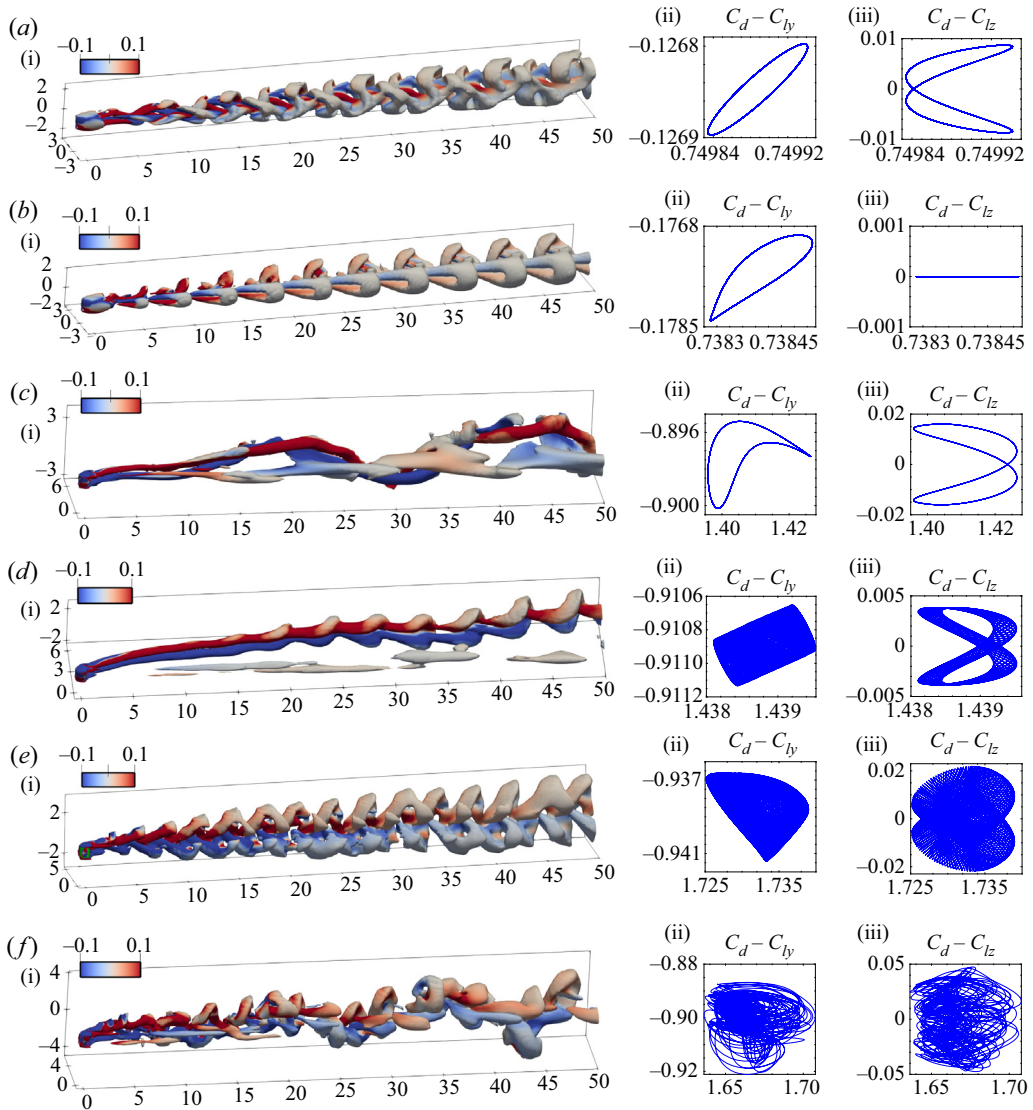 (a)
(i)
−0.1 0.1
2
0
−2
3
0
−3
0 5 10 15 20 25 30 35 40 45 50
(ii)
C_d − C_ly
−0.1268
−0.1269
0.74984 0.74992
(iii)
C_d − C_lz
0.01
0
−0.01
0.74984 0.74992
(b)
(i)
−0.1 0.1
2
0
−2
3
0
−3
0 5 10 15 20 25 30 35 40 45 50
(ii)
C_d − C_ly
−0.1768
−0.1785
0.7383 0.73845
(iii)
C_d − C_lz
0.001
0
−0.001
0.7383 0.73845
(c)
(i)
−0.1 0.1
3
−3
6
0
0 5 10 15 20 25 30 35 40 45 50
(ii)
C_d − C_ly
−0.896
−0.900
1.40 1.42
(iii)
C_d − C_lz
0.02
0
−0.02
1.40 1.42
(d)
(i)
−0.1 0.1
2
−2
6
3
0
0 5 10 15 20 25 30 35 40 45 50
(ii)
C_d − C_ly
−0.9106
−0.9108
−0.9110
−0.9112
1.438 1.439
(iii)
C_d − C_lz
0.005
0
−0.005
1.438 1.439
(e)
(i)
−0.1 0.1
2
−2
5
0
0 5 10 15 20 25 30 35 40 45 50
(ii)
C_d − C_ly
−0.937
−0.941
1.725 1.735
(iii)
C_d − C_lz
0.02
0
−0.02
1.725 1.735
(f)
(i)
−0.1 0.1
4
0
−4
4
0
0 5 10 15 20 25 30 35 40 45 50
(ii)
C_d − C_ly
−0.88
−0.90
−0.92
1.65 1.70
(iii)
C_d − C_lz
0.05
0
−0.05
1.65 1.70